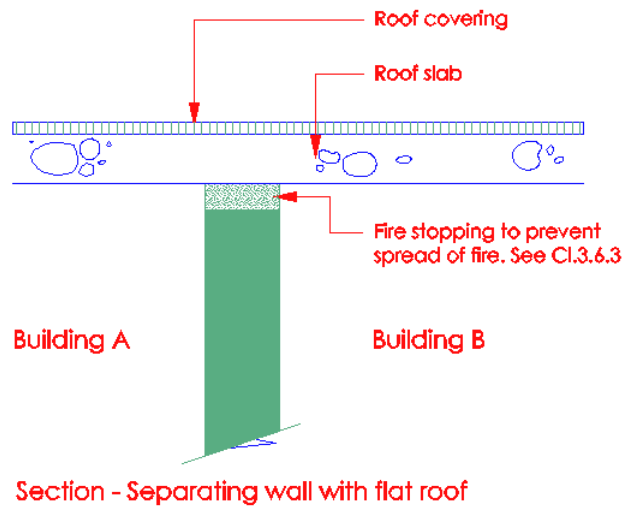 Roof covering
Roof slab
Fire stopping to prevent
spread of fire. See Cl.3.6.3
Building A
Building B
Section - Separating wall with flat roof